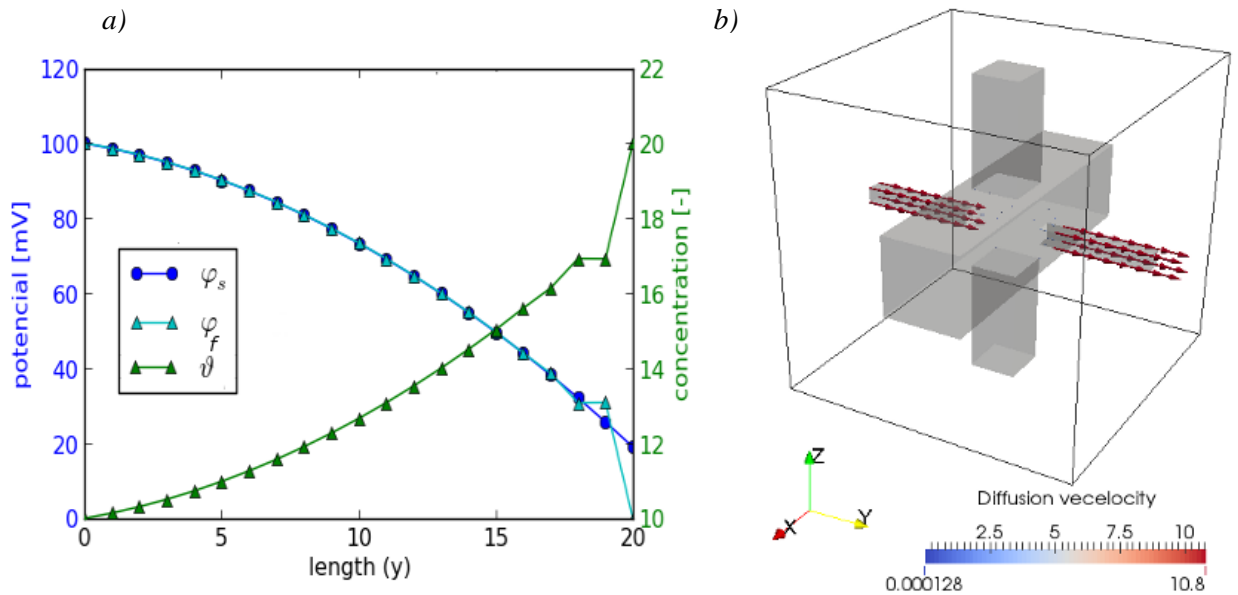 a)
b)
120
100
80
60
40
20
0
potencial [mV]
22
20
18
16
14
12
10
concentration [-]
φs
φf
ϑ
0 5 10 15 20
length (y)
Z
X Y
Diffusion vecelocity
2.5 5 7.5 10
0.000128 10.8